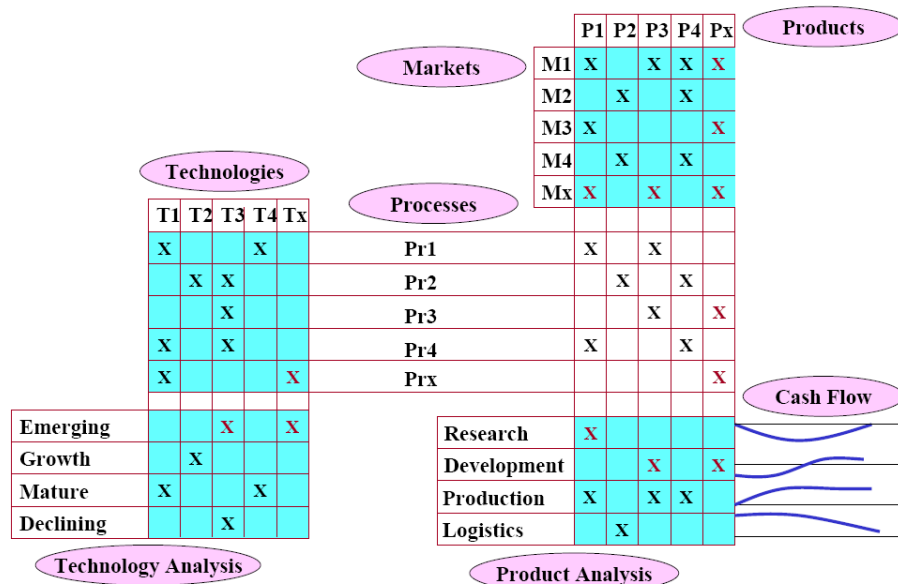 Products
P1 P2 P3 P4 Px
Markets
M1 X X X X
M2 X X
M3 X X
M4 X X
Mx X X X
Technologies
Processes
T1 T2 T3 T4 Tx
X X Pr1 X X
X X Pr2 X X
X Pr3 X X
X X Pr4 X X
X X Prx X
Cash Flow
Emerging X X
Growth X
Mature X X
Declining X
Research X
Development X X
Production X X X
Logistics X
Technology Analysis
Product Analysis